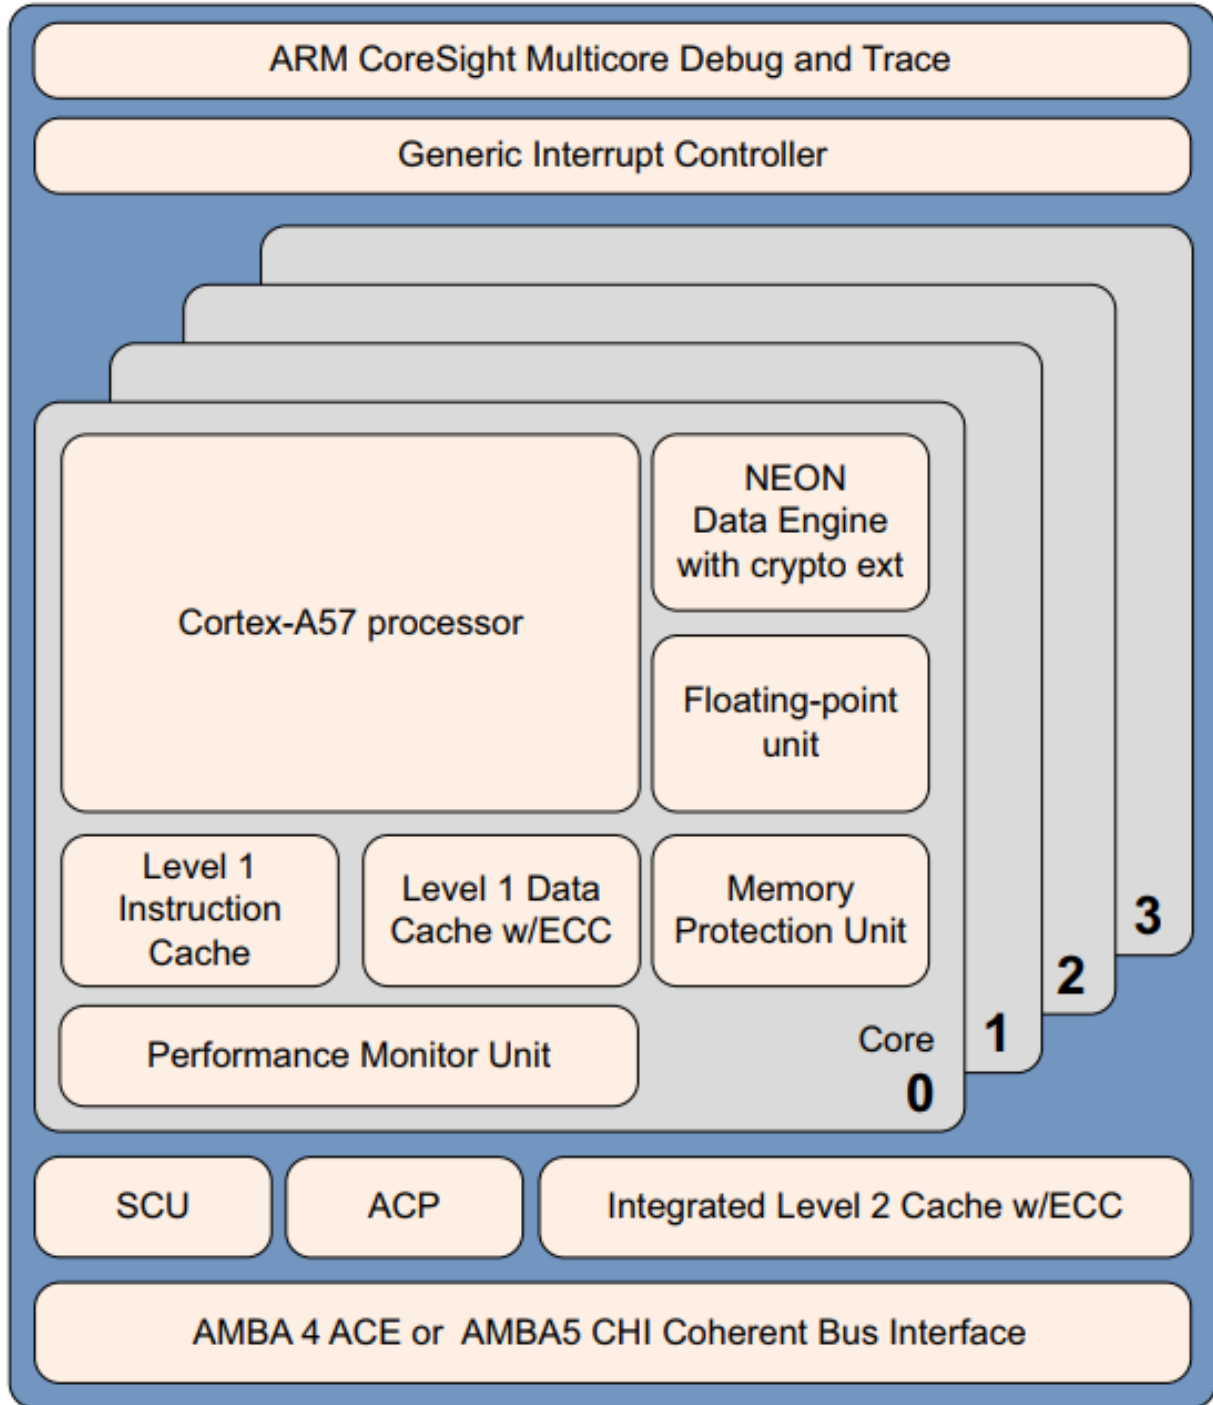 ARM CoreSight Multicore Debug and Trace
Generic Interrupt Controller
Cortex-A57 processor
NEON
Data Engine
with crypto ext
Floating-point
unit
Level 1
Instruction
Cache
Level 1 Data
Cache w/ECC
Memory
Protection Unit
Performance Monitor Unit
Core
0
1
2
3
SCU
ACP
Integrated Level 2 Cache w/ECC
AMBA 4 ACE or  AMBA5 CHI Coherent Bus Interface